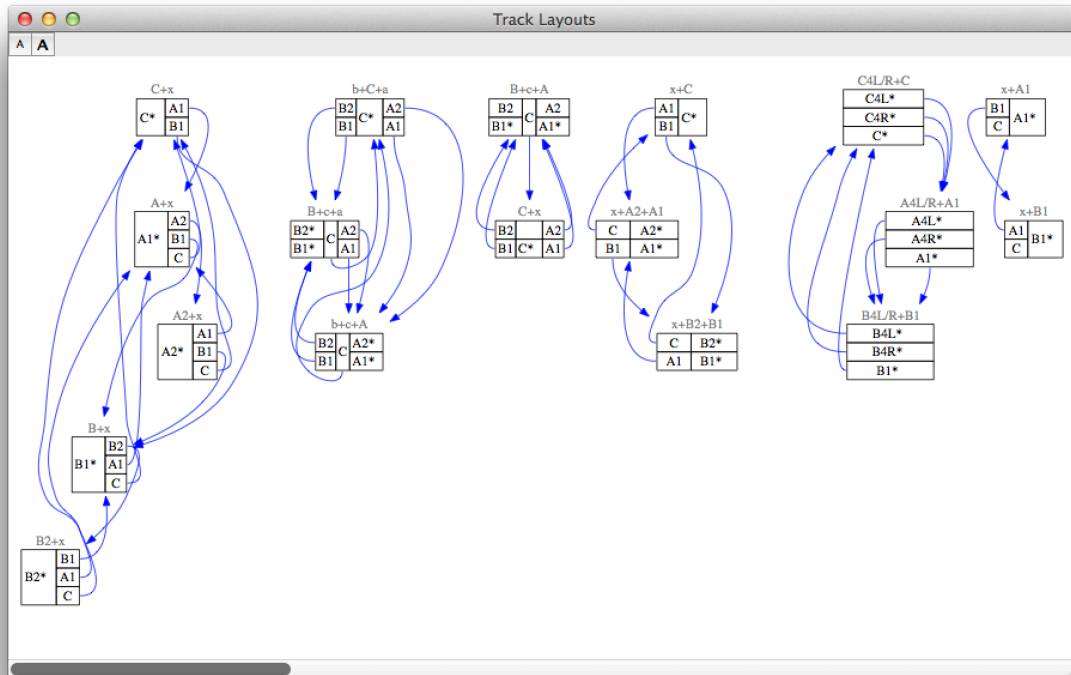 Track Layouts
A A
C+x
C* A1
B1
A+x
A1* A2
B1
C
A2+x
A2* A1
B1
C
B+x
B1* B2
A1
C
B2+x
B2* B1
A1
C
b+C+a
B2 C* A2
B1 A1
B+c+a
B2* C A2
B1* A1
b+c+A
B2 C A2*
B1 A1*
B+c+A
B2 C A2
B1* A1*
C+x
B2 A2
B1 C* A1
x+C
A1 C*
B1
x+A2+A1
C A2*
B1 A1*
x+B2+B1
C B2*
A1 B1*
C4L/R+C
C4L*
C4R*
C*
A4L/R+A1
A4L*
A4R*
A1*
B4L/R+B1
B4L*
B4R*
B1*
x+A1
B1 A1*
C
x+B1
A1 B1*
C